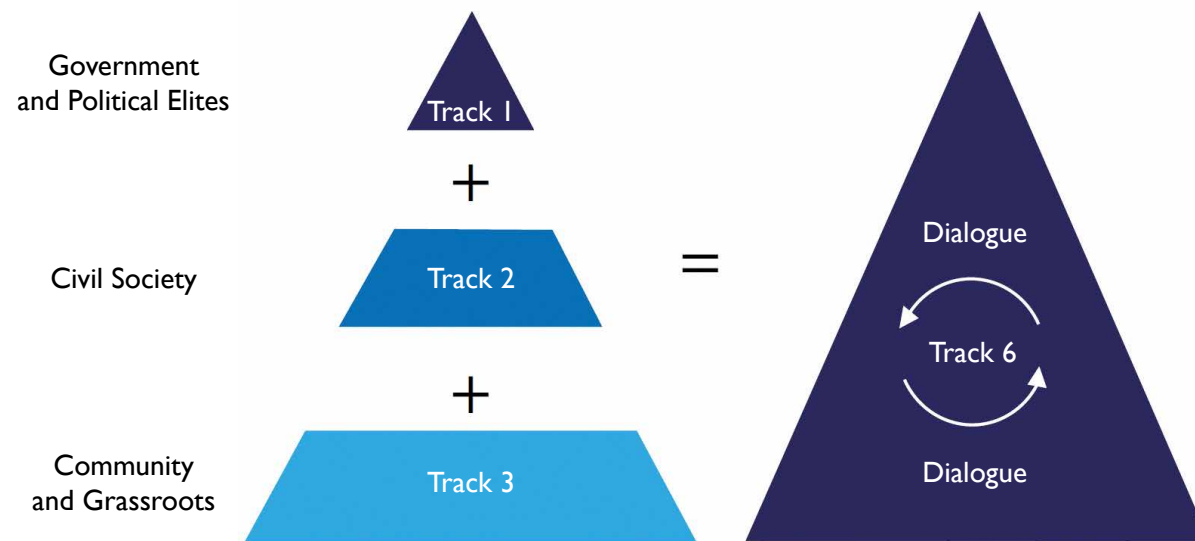 Government
and Political Elites
Track 1
+
Civil Society
Track 2
+
Community
and Grassroots
Track 3
=
Dialogue
Track 6
Dialogue